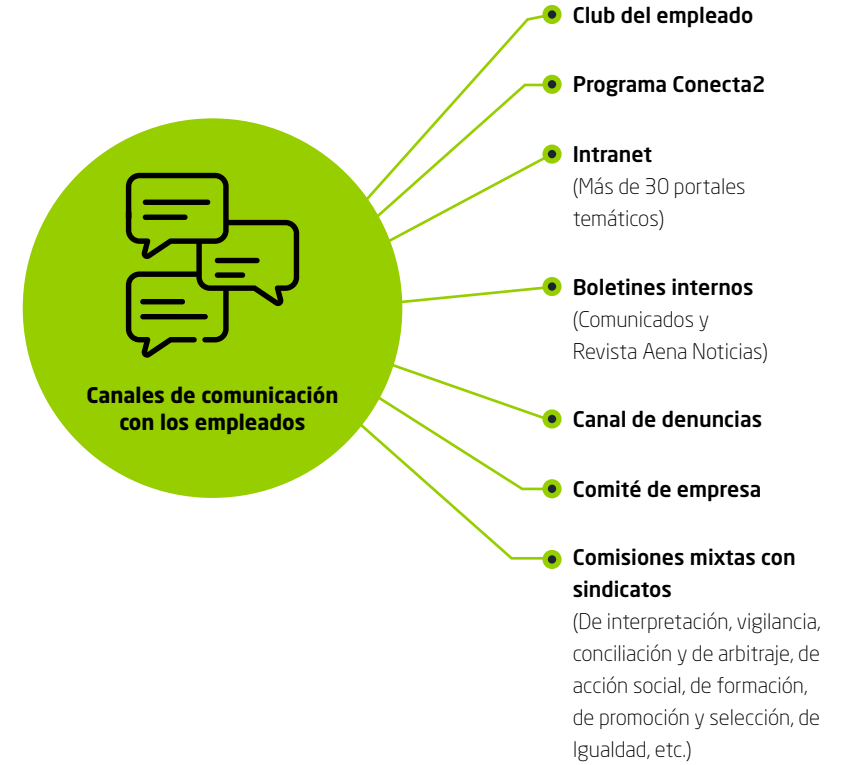 Club del empleado
Programa Conecta2
Intranet
(Más de 30 portales
temáticos)
Boletines internos
(Comunicados y
Revista Aena Noticias)
Canales de comunicación
con los empleados
Canal de denuncias
Comité de empresa
Comisiones mixtas con
sindicatos
(De interpretación, vigilancia,
conciliación y de arbitraje, de
acción social, de formación,
de promoción y selección, de
Igualdad, etc.)